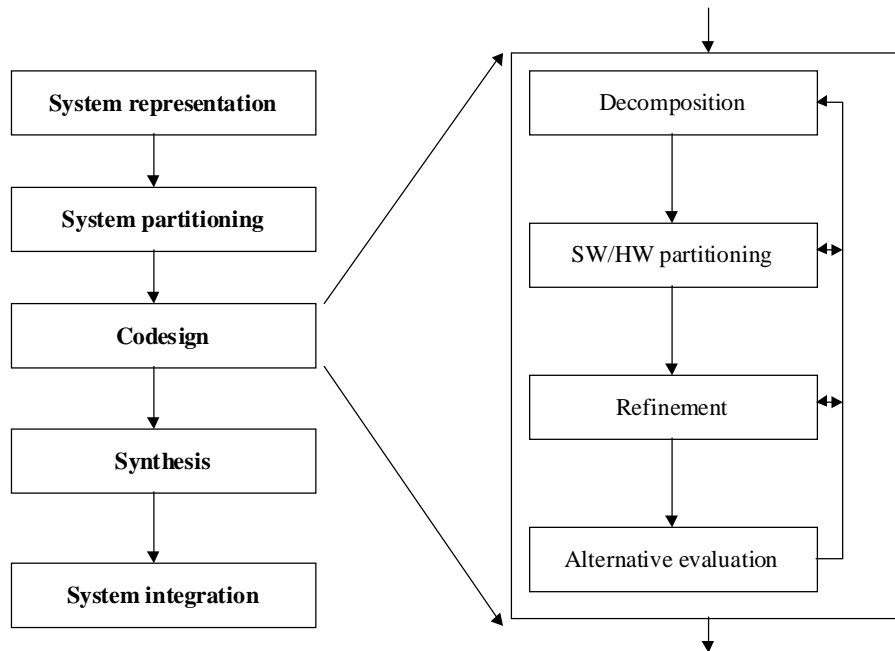 System representation
System partitioning
Codesign
Synthesis
System integration
Decomposition
SW/HW partitioning
Refinement
Alternative evaluation